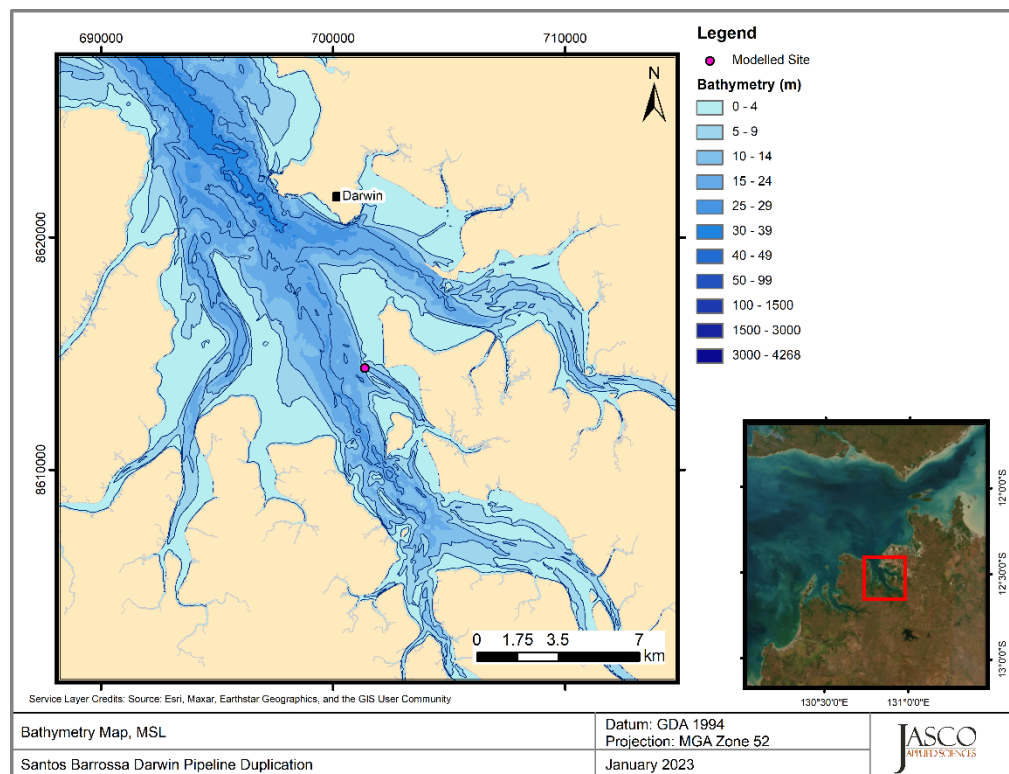 690000
700000
710000
8620000
8610000
N
Darwin
0 1.75 3.5 7
km
Legend
Modelled Site
Bathymetry (m)
0 - 4
5 - 9
10 - 14
15 - 24
25 - 29
30 - 39
40 - 49
50 - 99
100 - 1500
1500 - 3000
3000 - 4268
12°0'0"S
12°30'0"S
13°0'0"S
130°30'0"E
131°0'0"E
Service Layer Credits: Source: Esri, Maxar, Earthstar Geographics, and the GIS User Community
Bathymetry Map, MSL
Santos Barrossa Darwin Pipeline Duplication
Datum: GDA 1994
Projection: MGA Zone 52
January 2023
JASCO
APPLIED SCIENCES